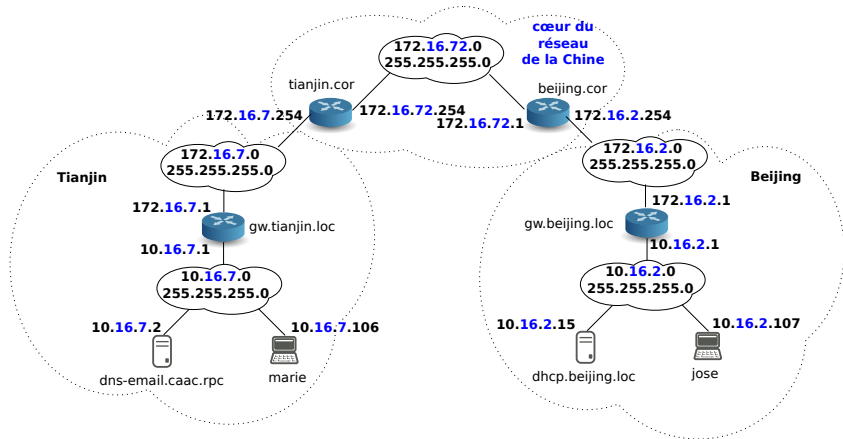 cœur du
réseau
de la Chine
172.16.72.0
255.255.255.0
tianjin.cor
beijing.cor
172.16.7.254
172.16.72.254
172.16.72.1
172.16.2.254
172.16.7.0
255.255.255.0
172.16.2.0
255.255.255.0
Tianjin
Beijing
172.16.7.1
172.16.2.1
gw.tianjin.loc
gw.beijing.loc
10.16.7.1
10.16.2.1
10.16.7.0
255.255.255.0
10.16.2.0
255.255.255.0
10.16.7.2
10.16.7.106
10.16.2.15
10.16.2.107
dns-email.caac.rpc
marie
dhcp.beijing.loc
jose